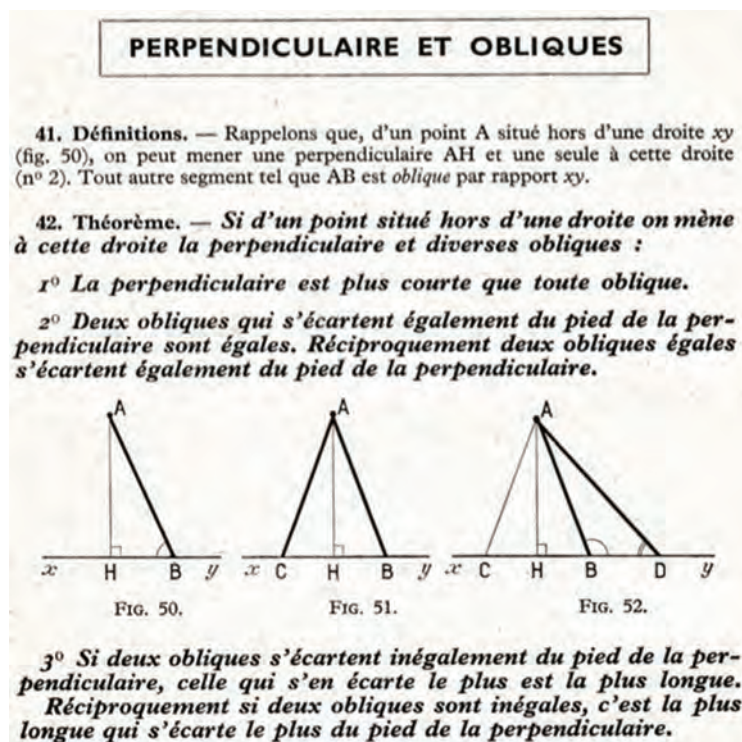 PERPENDICULAIRE ET OBLIQUES
41. Définitions. — Rappelons que, d'un point A situé hors d'une droite xy
(fig. 50), on peut mener une perpendiculaire AH et une seule à cette droite
(nº 2). Tout autre segment tel que AB est oblique par rapport xy.
42. Théorème. — Si d'un point situé hors d'une droite on mène
à cette droite la perpendiculaire et diverses obliques :
1º La perpendiculaire est plus courte que toute oblique.
2º Deux obliques qui s'écartent également du pied de la per-
pendiculaire sont égales. Réciproquement deux obliques égales
s'écartent également du pied de la perpendiculaire.
A A A
x H B y x C H B y x C H B D y
FIG. 50. FIG. 51. FIG. 52.
3º Si deux obliques s'écartent inégalement du pied de la per-
pendiculaire, celle qui s'en écarte le plus est la plus longue.
Réciproquement si deux obliques sont inégales, c'est la plus
longue qui s'écarte le plus du pied de la perpendiculaire.